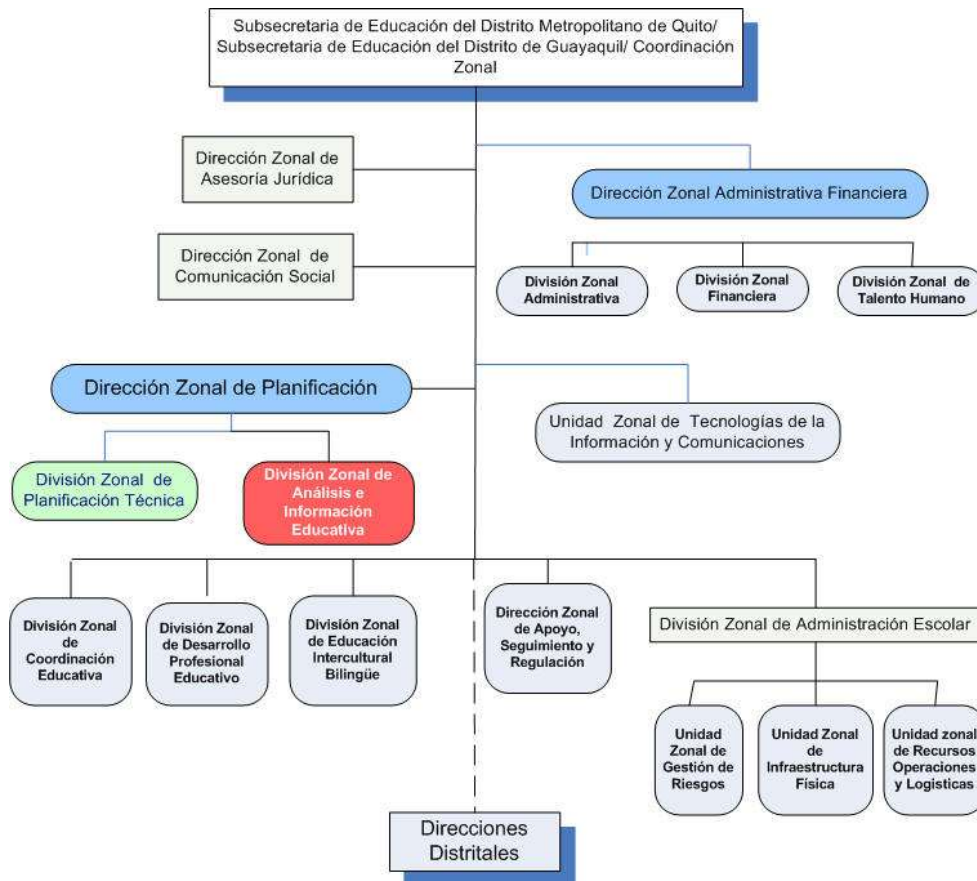 Subsecretaria de Educación del Distrito Metropolitano de Quito/
Subsecretaria de Educación del Distrito de Guayaquil/ Coordinación
Zonal
Dirección Zonal de
Asesoría Jurídica
Dirección Zonal Administrativa Financiera
Dirección Zonal de
Comunicación Social
División Zonal
Administrativa
División Zonal
Financiera
División Zonal de
Talento Humano
Dirección Zonal de Planificación
Unidad Zonal de Tecnologías de la
Información y Comunicaciones
División Zonal de
Planificación Técnica
División Zonal de
Análisis e
Información
Educativa
División Zonal
de
Coordinación
Educativa
División Zonal
de Desarrollo
Profesional
Educativo
División Zonal
de Educación
Intercultural
Bilingüe
Dirección Zonal
de Apoyo,
Seguimiento y
Regulación
División Zonal de Administración Escolar
Unidad
Zonal de
Gestión de
Riesgos
Unidad Zonal
de
Infraestructura
Física
Unidad zonal
de Recursos
Operaciones
y Logisticas
Direcciones
Distritales